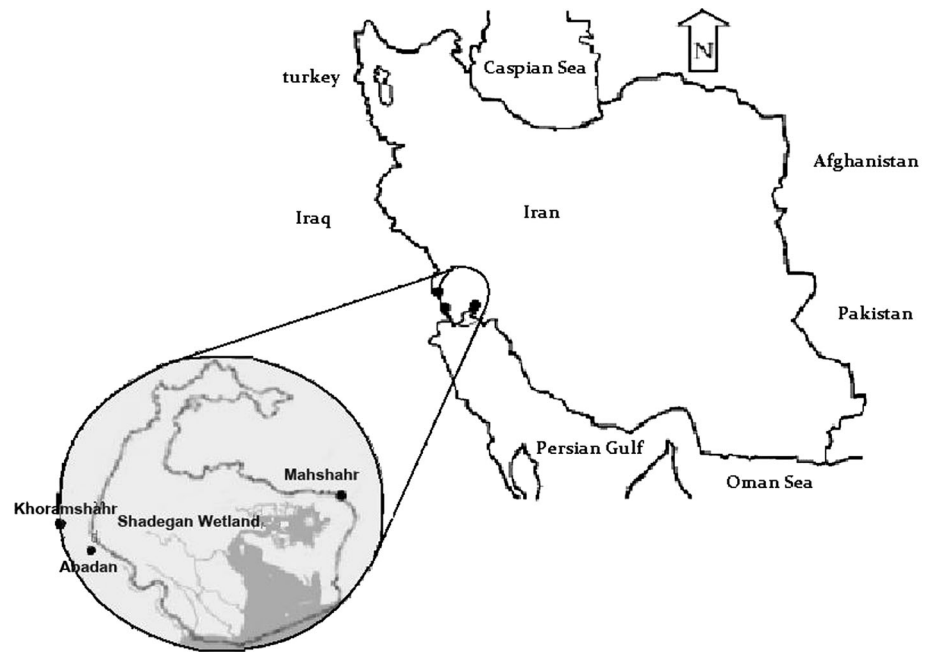 N
Caspian Sea
turkey
Afghanistan
Iraq
Iran
Pakistan
Persian Gulf
Oman Sea
Mahshahr
Khoramshahr
Shadegan Wetland
Abadan